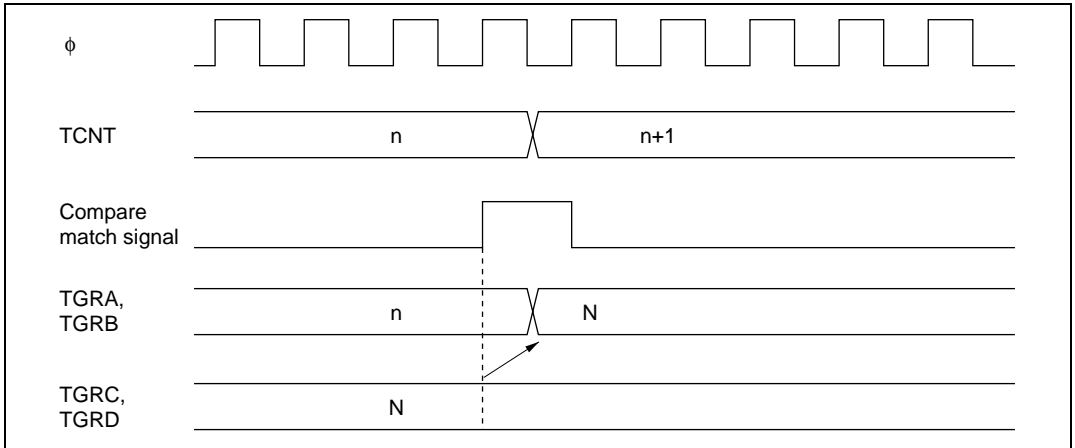 ϕ
TCNT
n
n+1
Compare
match signal
TGRA,
TGRB
n
N
TGRC,
TGRD
N